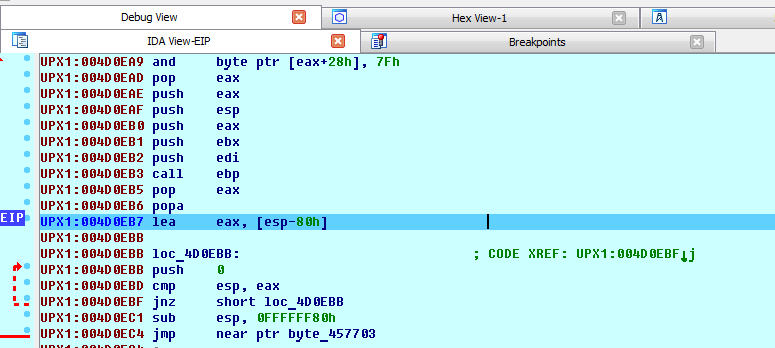 Debug View Hex View-1
IDA View-EIP Breakpoints
UPX1:004D0EA9 and byte ptr [eax+28h], 7Fh
UPX1:004D0EAD pop eax
UPX1:004D0EAE push eax
UPX1:004D0EAF push esp
UPX1:004D0EB0 push eax
UPX1:004D0EB1 push ebx
UPX1:004D0EB2 push edi
UPX1:004D0EB3 call ebp
UPX1:004D0EB5 pop eax
UPX1:004D0EB6 popa
EIP UPX1:004D0EB7 lea eax, [esp-80h]
UPX1:004D0EBB
UPX1:004D0EBB loc_4D0EBB: ; CODE XREF: UPX1:004D0EBF↓j
UPX1:004D0EBB push 0
UPX1:004D0EBD cmp esp, eax
UPX1:004D0EBF jnz short loc_4D0EBB
UPX1:004D0EC1 sub esp, 0FFFFFF80h
UPX1:004D0EC4 jmp near ptr byte_457703